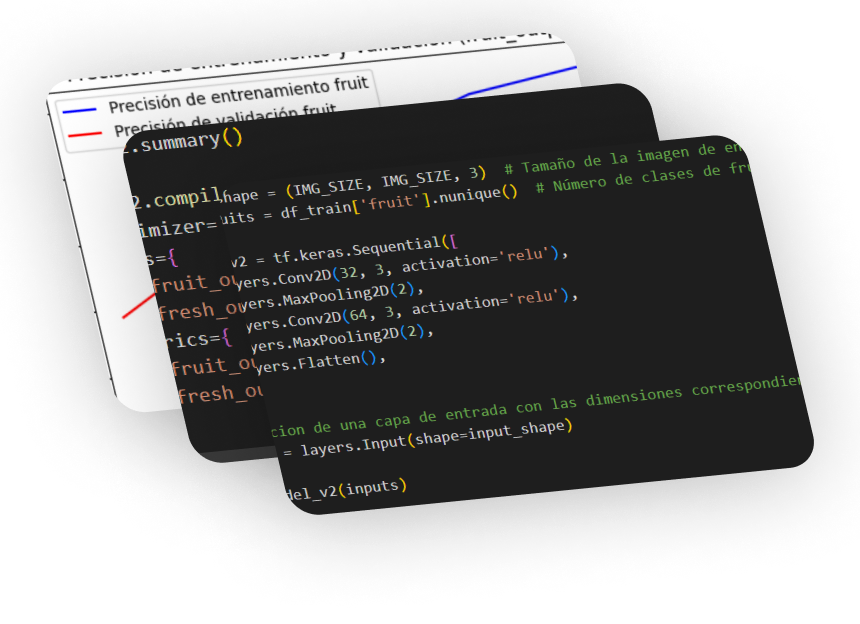 Precisión de entrenamiento y validación (fruit_out
Precisión de entrenamiento fruit
Precisión de validación fruit
.summary()
2.compil
imizer=
s={
fruit_ou
fresh_ou
rics={
fruit_ou
fresh_ou
hape = (IMG_SIZE, IMG_SIZE, 3)  # Tamaño de la imagen de en
uits = df_train['fruit'].nunique()  # Número de clases de fru
v2 = tf.keras.Sequential([
yers.Conv2D(32, 3, activation='relu'),
yers.MaxPooling2D(2),
yers.Conv2D(64, 3, activation='relu'),
yers.MaxPooling2D(2),
yers.Flatten(),
cion de una capa de entrada con las dimensiones correspondien
= layers.Input(shape=input_shape)
del_v2(inputs)